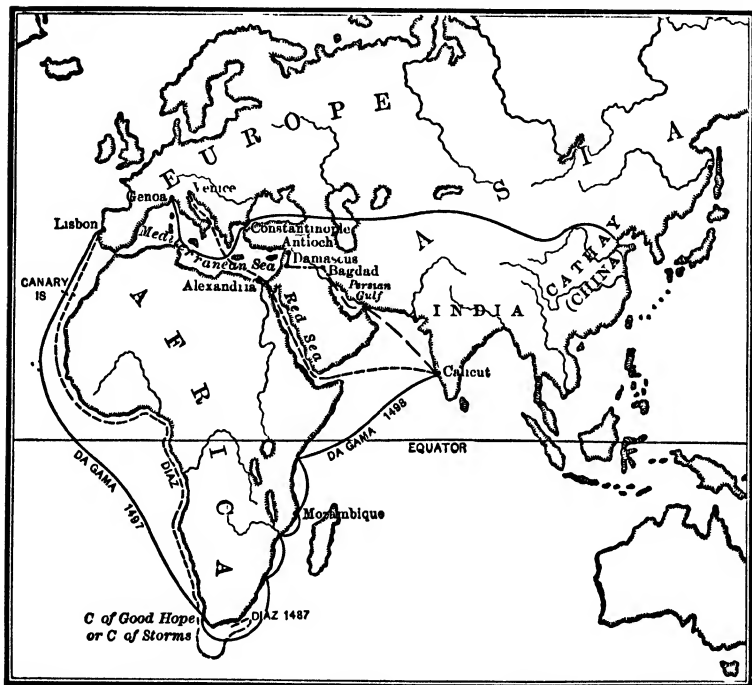 EUROPE
ASIA
Genoa
Venice
Lisbon
Constantinople
Mediterranean Sea
Antioch
Damascus
Bagdad
CATHAY
(CHINA)
CANARY
IS
Alexandria
Persian
Gulf
Red Sea
INDIA
AFRICA
Calicut
DA GAMA 1498
EQUATOR
DIAZ
DA GAMA 1497
Mozambique
C of Good Hope
or C of Storms
DIAZ 1487